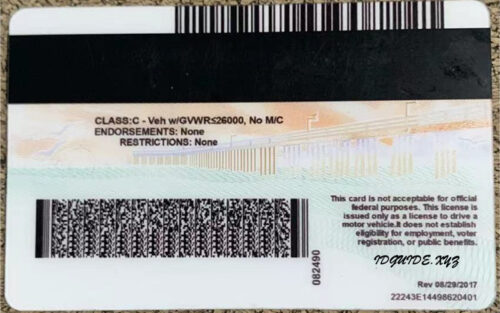 CLASS:C - Veh w/GVWR≤26000, No M/C
ENDORSEMENTS: None
RESTRICTIONS: None
This card is not acceptable for official
federal purposes. This license is
issued only as a license to drive a
motor vehicle.It does not establish
eligibility for employment, voter
registration, or public benefits.
082490
IDGUIDE.XYZ
Rev 08/29/2017
22243E14498620401